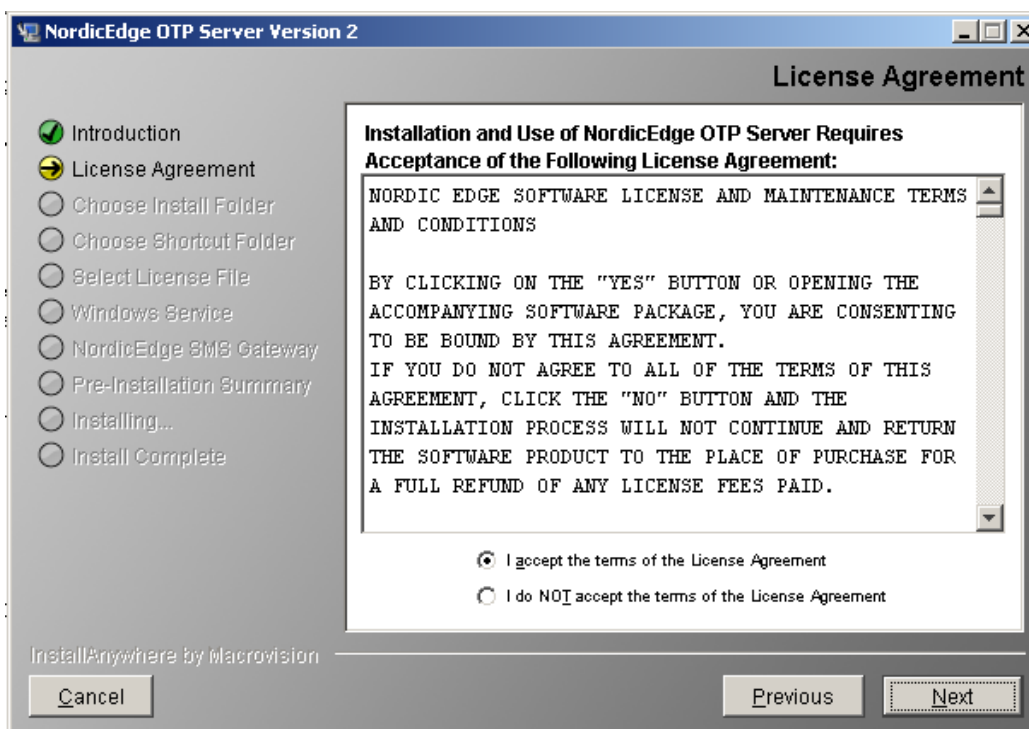 NordicEdge OTP Server Version 2
License Agreement
Introduction
License Agreement
Choose Install Folder
Choose Shortcut Folder
Select License File
Windows Service
NordicEdge SMS Gateway
Pre-Installation Summary
Installing...
Install Complete
Installation and Use of NordicEdge OTP Server Requires
Acceptance of the Following License Agreement:
NORDIC EDGE SOFTWARE LICENSE AND MAINTENANCE TERMS
AND CONDITIONS
BY CLICKING ON THE "YES" BUTTON OR OPENING THE
ACCOMPANYING SOFTWARE PACKAGE, YOU ARE CONSENTING
TO BE BOUND BY THIS AGREEMENT.
IF YOU DO NOT AGREE TO ALL OF THE TERMS OF THIS
AGREEMENT, CLICK THE "NO" BUTTON AND THE
INSTALLATION PROCESS WILL NOT CONTINUE AND RETURN
THE SOFTWARE PRODUCT TO THE PLACE OF PURCHASE FOR
A FULL REFUND OF ANY LICENSE FEES PAID.
I accept the terms of the License Agreement
I do NOT accept the terms of the License Agreement
InstallAnywhere by Macrovision
Cancel
Previous
Next